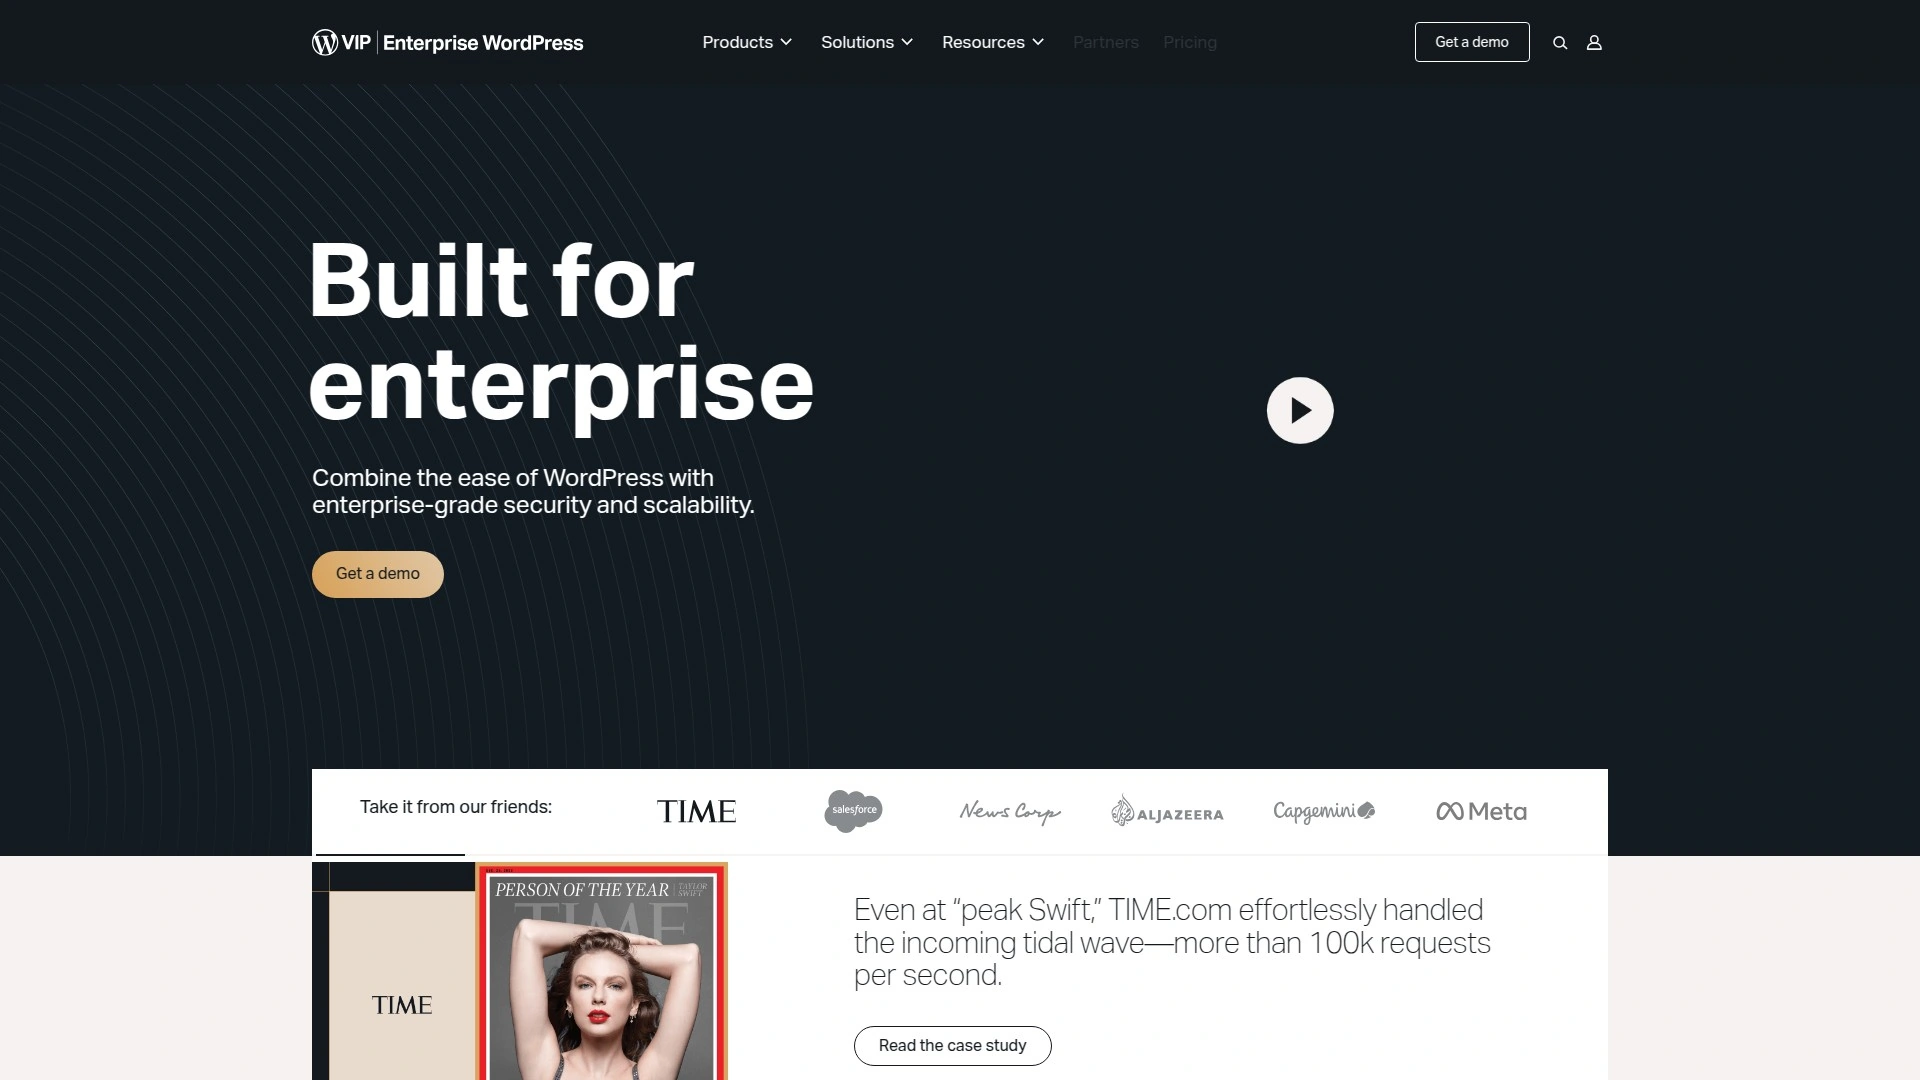 VIP | Enterprise WordPress
Products
Solutions
Resources
Partners
Pricing
Get a demo
Built for
enterprise
Combine the ease of WordPress with
enterprise-grade security and scalability.
Get a demo
Take it from our friends:
TIME
salesforce
News Corp
ALJAZEERA
Capgemini
Meta
PERSON OF THE YEAR
TAYLOR
SWIFT
TIME
TIME
Even at “peak Swift,” TIME.com effortlessly handled
the incoming tidal wave—more than 100k requests
per second.
Read the case study